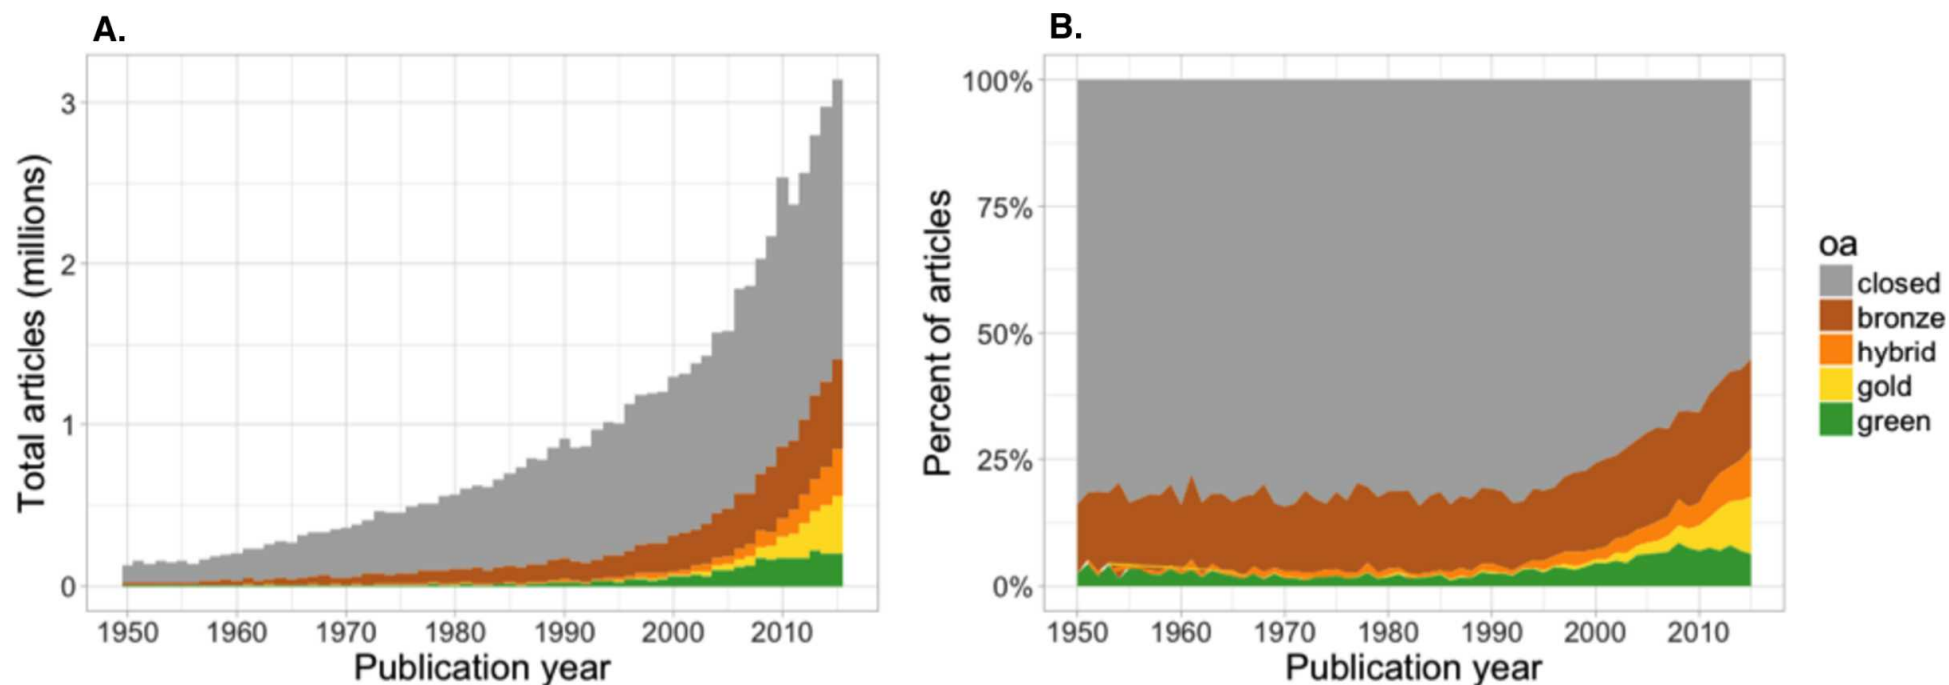 A.
Total articles (millions)
3
2
1
0
1950 1960 1970 1980 1990 2000 2010
Publication year
B.
Percent of articles
100%
75%
50%
25%
0%
1950 1960 1970 1980 1990 2000 2010
Publication year
oa
closed
bronze
hybrid
gold
green